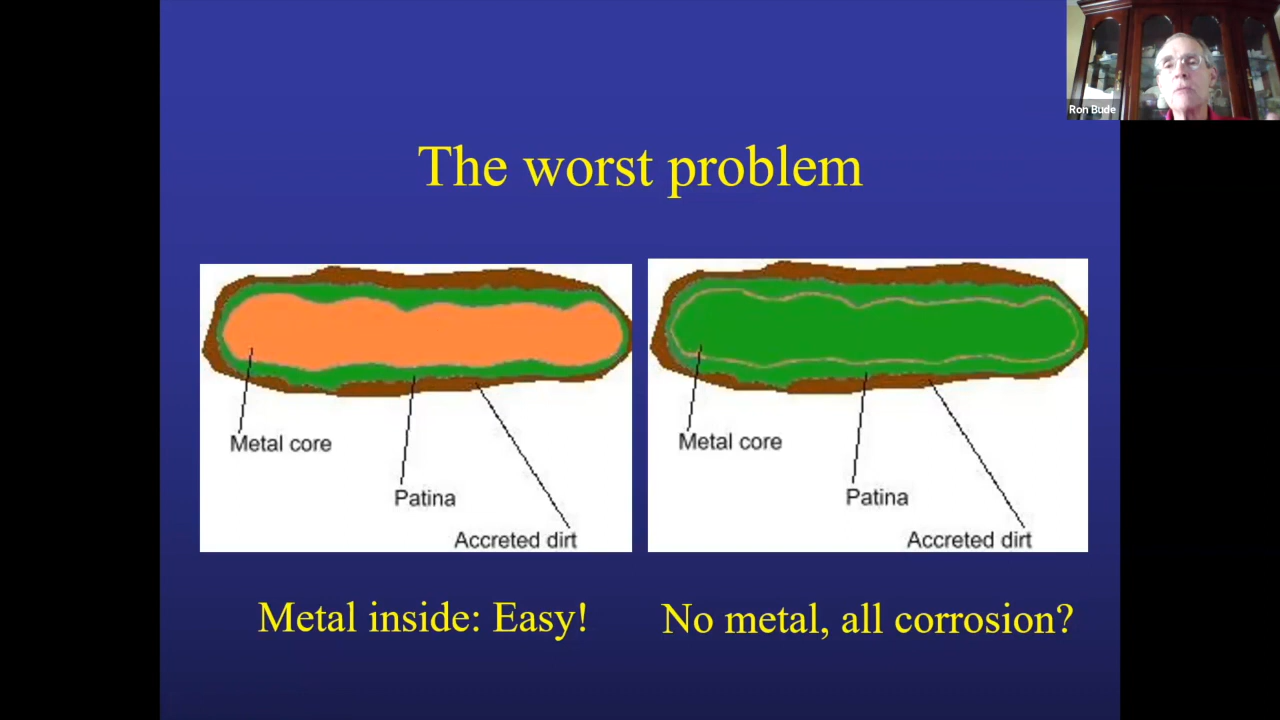 Ron Bude
The worst problem
Metal core
Patina
Accreted dirt
Metal core
Patina
Accreted dirt
Metal inside: Easy!
No metal, all corrosion?